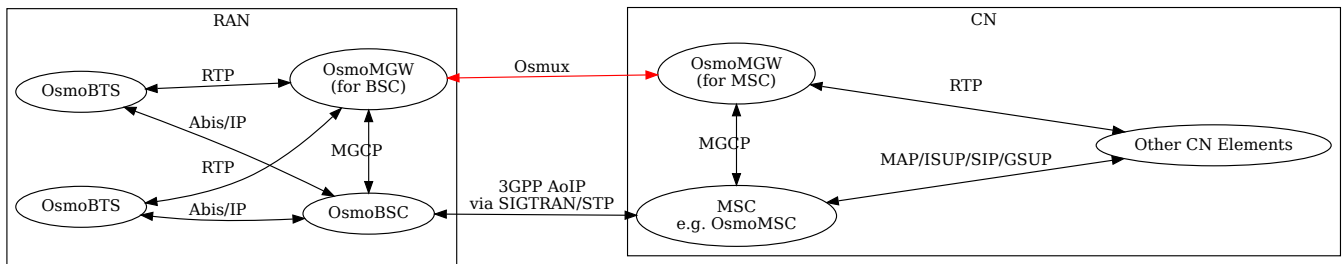 RAN
CN
OsmoBTS
RTP
OsmoMGW
(for BSC)
Osmux
OsmoMGW
(for MSC)
RTP
Abis/IP
MGCP
MGCP
Other CN Elements
RTP
MAP/ISUP/SIP/GSUP
OsmoBTS
Abis/IP
OsmoBSC
3GPP AoIP
via SIGTRAN/STP
MSC
e.g. OsmoMSC